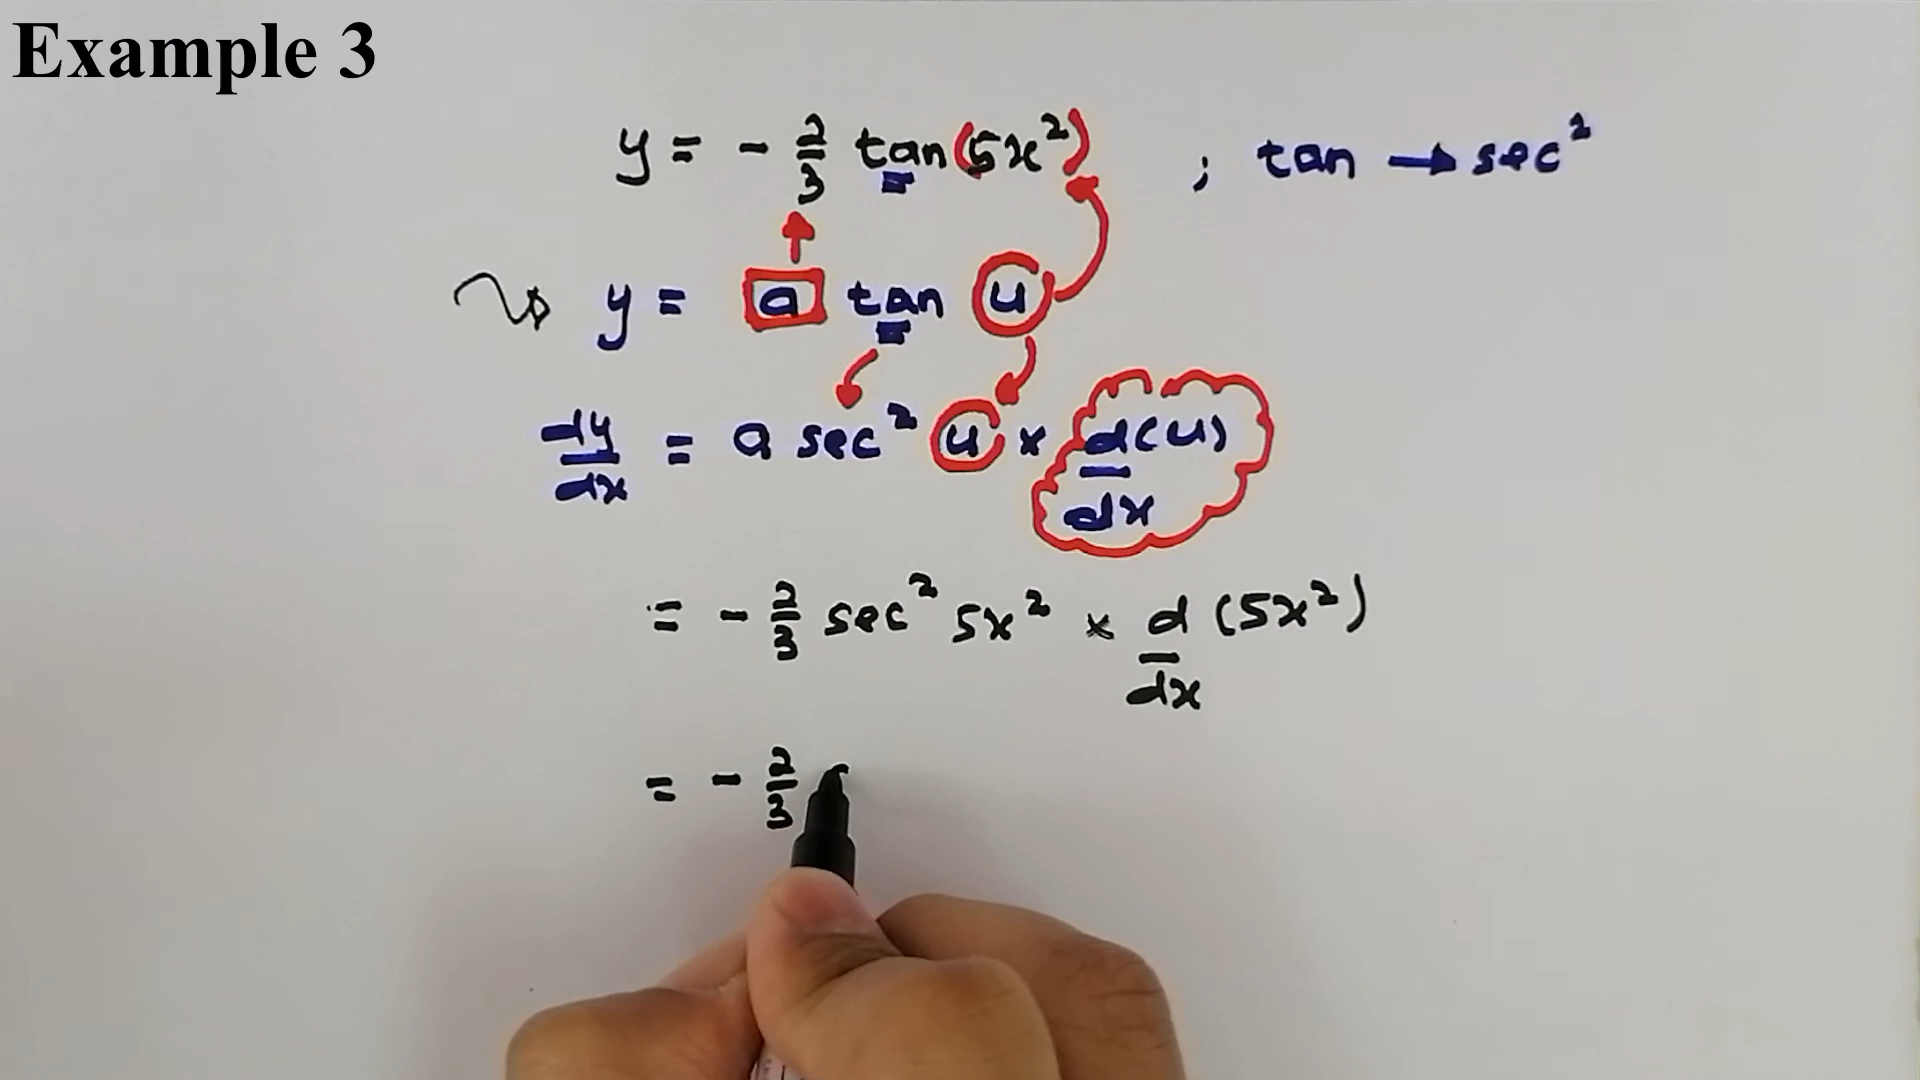 Example 3
y = - 2/3 tan(5x²) ; tan → sec²
y = a tan u
dy/dx = a sec² u × d/dx (u)
= - 2/3 sec² 5x² × d/dx (5x²)
= - 2/3